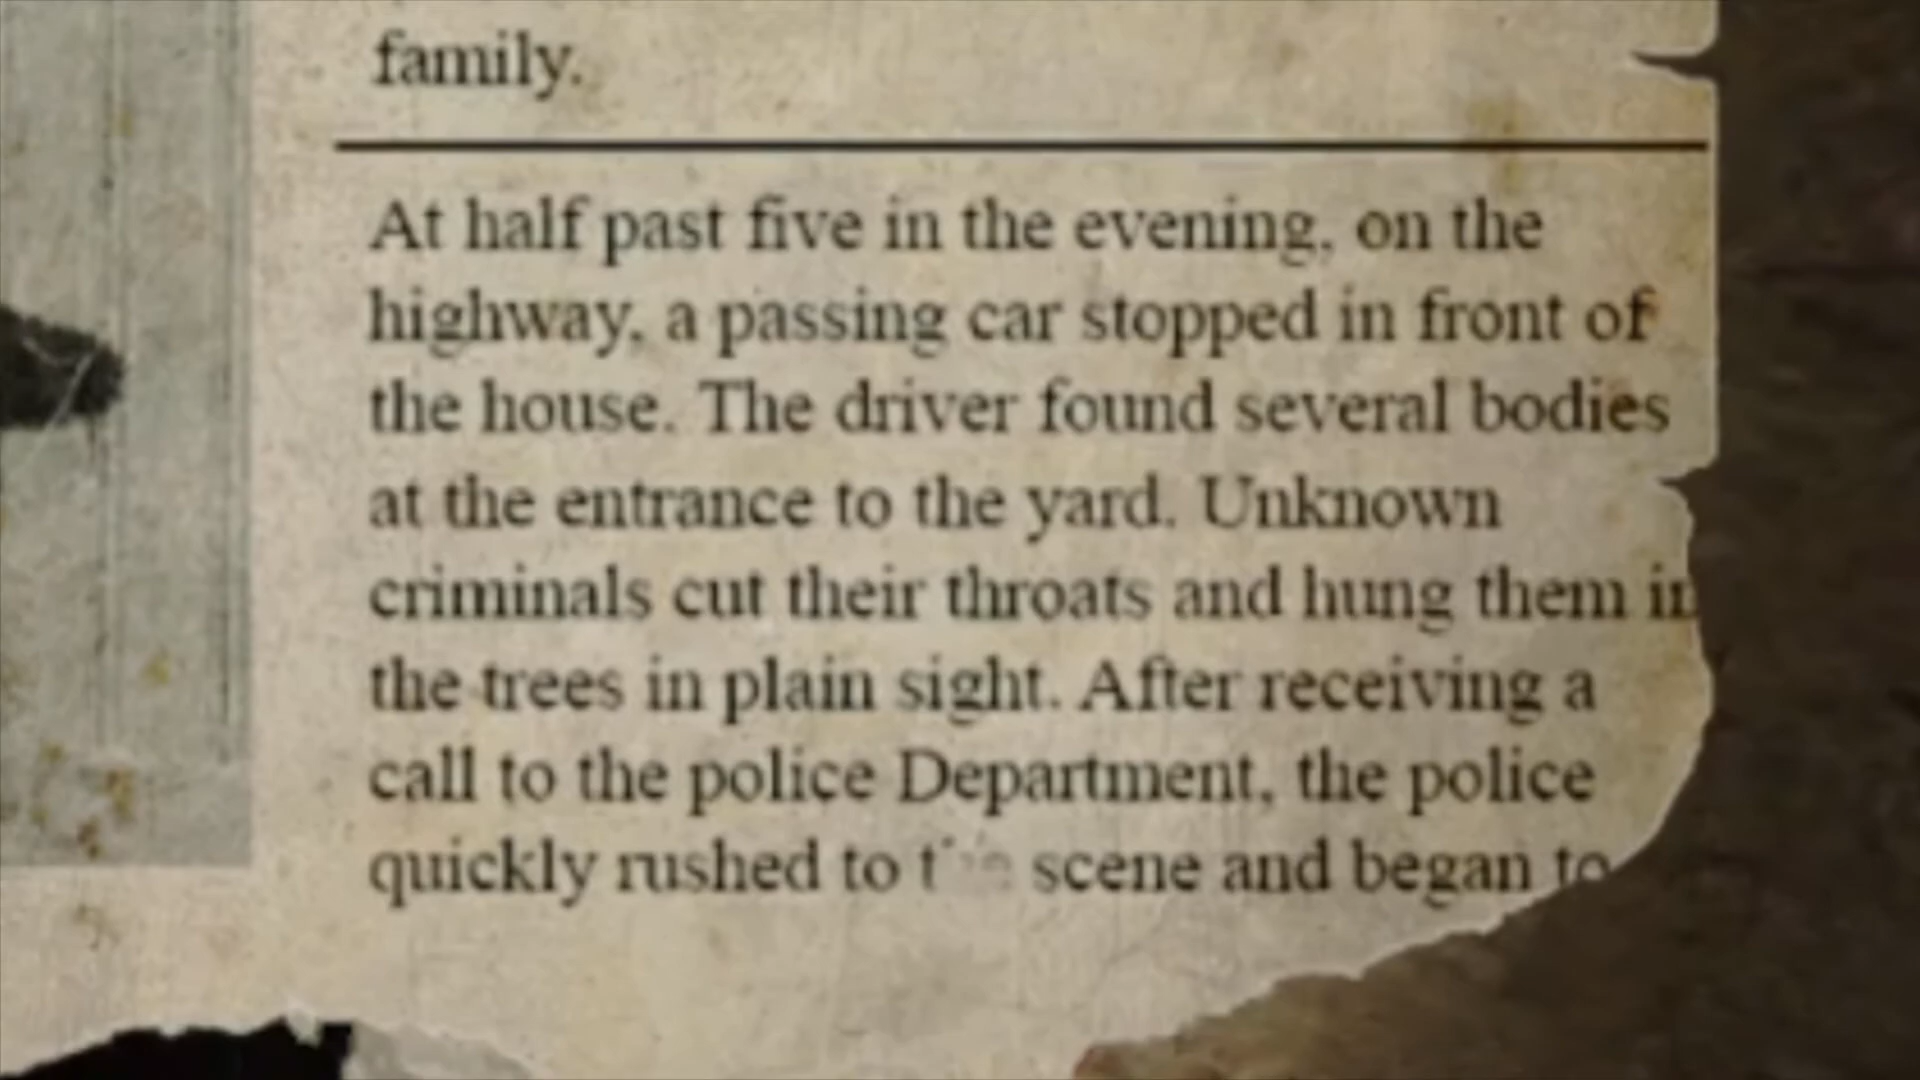 family.
At half past five in the evening, on the
highway, a passing car stopped in front of
the house. The driver found several bodies
at the entrance to the yard. Unknown
criminals cut their throats and hung them in
the trees in plain sight. After receiving a
call to the police Department, the police
quickly rushed to scene and began to